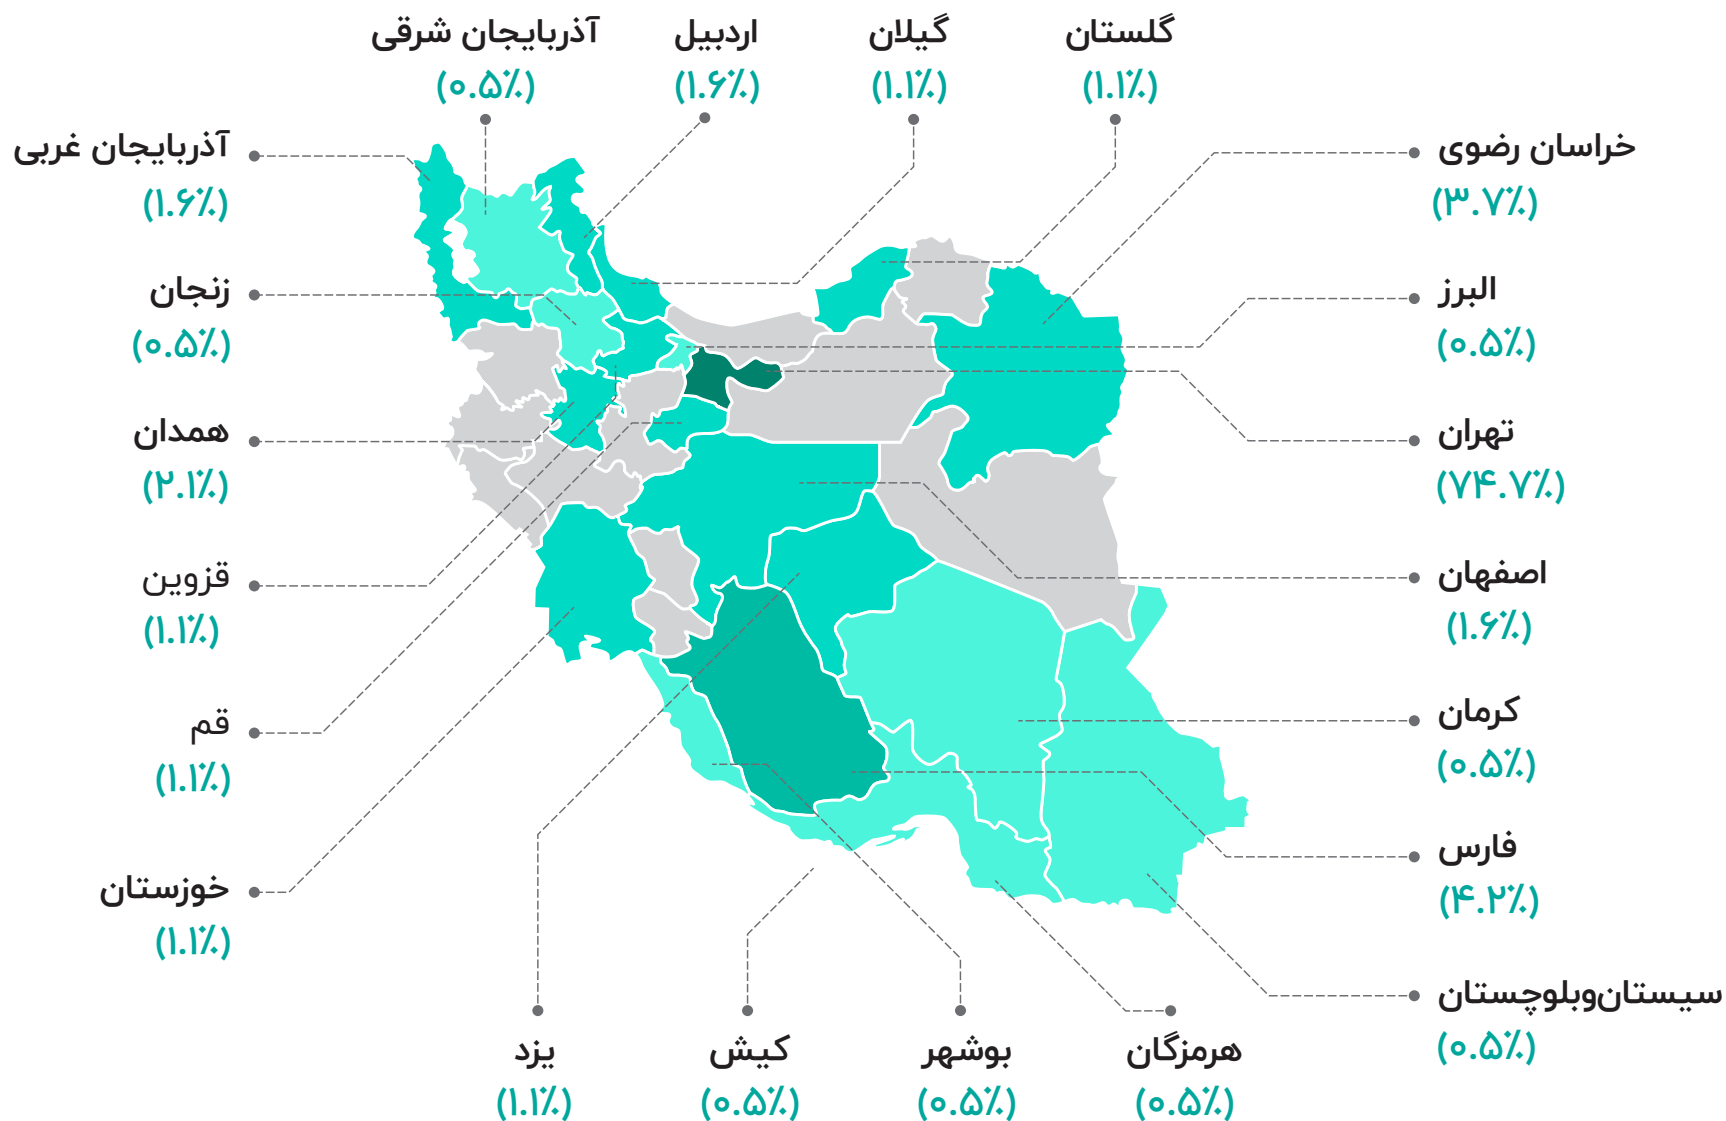 آذربایجان شرقی
(۰.۵٪)
اردبیل
(۱.۶٪)
گیلان
(۱.۱٪)
گلستان
(۱.۱٪)
خراسان رضوی
(۳.۷٪)
البرز
(۰.۵٪)
تهران
(۷۴.۷٪)
اصفهان
(۱.۶٪)
کرمان
(۰.۵٪)
فارس
(۴.۲٪)
سیستان‌وبلوچستان
(۰.۵٪)
آذربایجان غربی
(۱.۶٪)
زنجان
(۰.۵٪)
همدان
(۲.۱٪)
قزوین
(۱.۱٪)
قم
(۱.۱٪)
خوزستان
(۱.۱٪)
هرمزگان
(۰.۵٪)
بوشهر
(۰.۵٪)
کیش
(۰.۵٪)
یزد
(۱.۱٪)